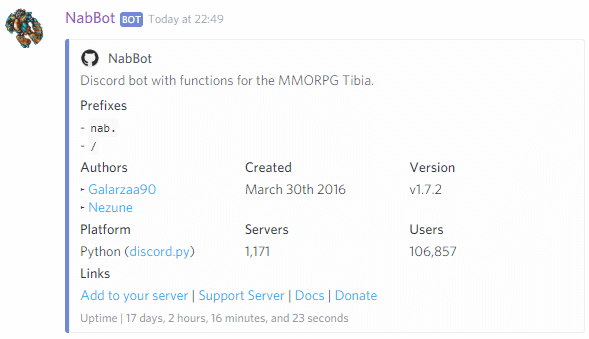 NabBot BOT Today at 22:49
NabBot
Discord bot with functions for the MMORPG Tibia.
Prefixes
- nab.
- /
Authors Created Version
‣ Galarzaa90 March 30th 2016 v1.7.2
‣ Nezune
Platform Servers Users
Python (discord.py) 1,171 106,857
Links
Add to your server | Support Server | Docs | Donate
Uptime | 17 days, 2 hours, 16 minutes, and 23 seconds